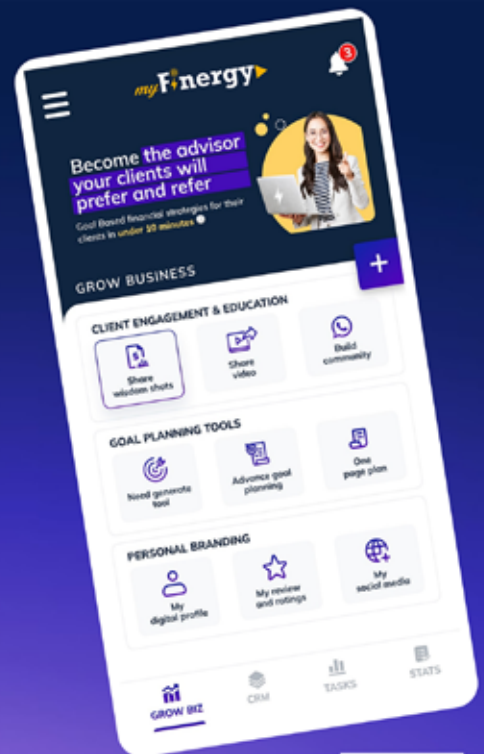 myFinergy
3
Become the advisor
your clients will
prefer and refer
Goal Based financial strategies for their
clients in under 10 minutes
GROW BUSINESS
+
CLIENT ENGAGEMENT & EDUCATION
Share
wisdom shots
Share
video
Build
community
GOAL PLANNING TOOLS
Need generate
tool
Advance goal
planning
One
page plan
PERSONAL BRANDING
My
digital profile
My review
and ratings
My
social media
GROW BIZ
CRM
TASKS
STATS